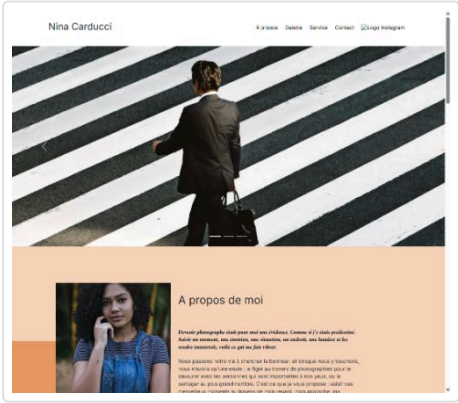 Nina Carducci
A propos Galerie Service Contact Logo Instagram
A propos de moi
Devenir photographe était pour moi une évidence. Comme si j'y étais prédestiné.
Saisir un moment, une émotion, une situation, un endroit, une lumière et les
rendre immortels, voilà ce qui me fait vibrer.
Nous passons notre vie à chercher le bonheur, et lorsque nous y touchons,
nous n'avons qu'une envie : le figer au travers de photographies pour le
savourer avec les personnes qui sont importantes à nos yeux, ou le
partager au plus grand nombre. C'est ce que je vous propose : saisir ces